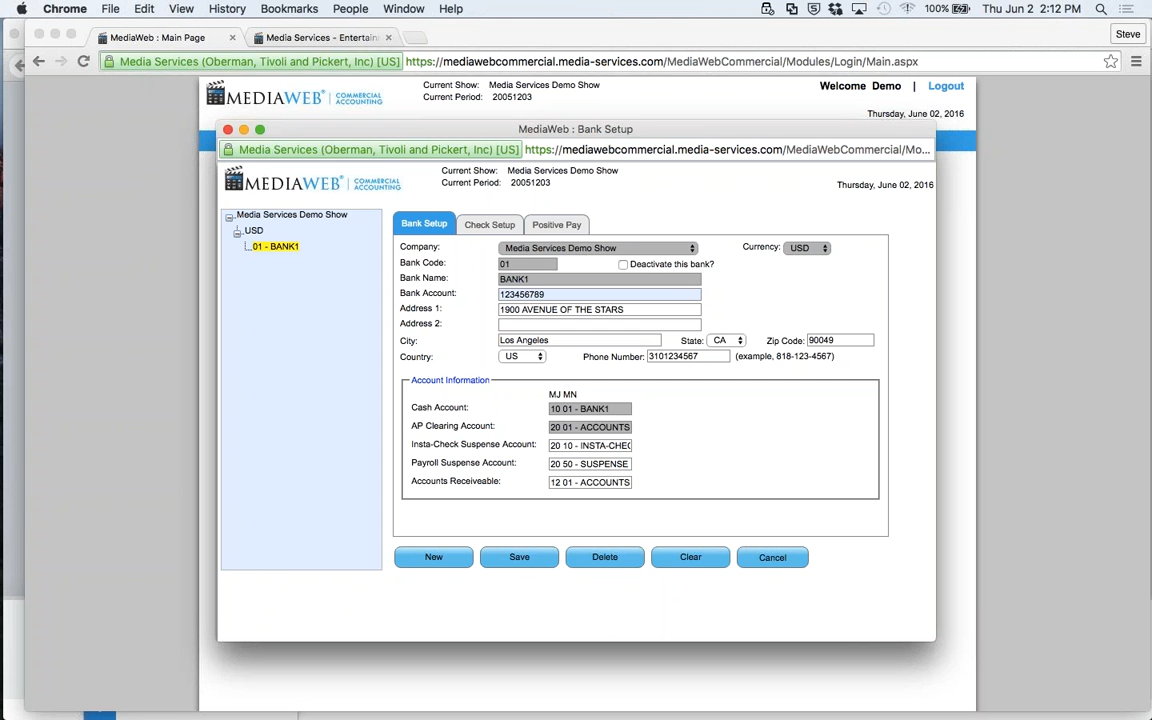 Chrome File Edit View History Bookmarks People Window Help 100% Thu Jun 2 2:12 PM
MediaWeb : Main Page Media Services - Entertain Steve
Media Services (Oberman, Tivoli and Pickert, Inc) [US] https://mediawebcommercial.media-services.com/MediaWebCommercial/Modules/Login/Main.aspx
MEDIAWEB® | COMMERCIAL ACCOUNTING
Current Show: Media Services Demo Show
Current Period: 20051203
Welcome Demo | Logout
Thursday, June 02, 2016
MediaWeb : Bank Setup
Media Services (Oberman, Tivoli and Pickert, Inc) [US] https://mediawebcommercial.media-services.com/MediaWebCommercial/Mo...
MEDIAWEB® | COMMERCIAL ACCOUNTING
Current Show: Media Services Demo Show
Current Period: 20051203
Thursday, June 02, 2016
Media Services Demo Show
USD
01 - BANK1
Bank Setup Check Setup Positive Pay
Company: Media Services Demo Show Currency: USD
Bank Code: 01 Deactivate this bank?
Bank Name: BANK1
Bank Account: 123456789
Address 1: 1900 AVENUE OF THE STARS
Address 2:
City: Los Angeles State: CA Zip Code: 90049
Country: US Phone Number: 3101234567 (example, 818-123-4567)
Account Information
MJ MN
Cash Account: 10 01 - BANK1
AP Clearing Account: 20 01 - ACCOUNTS
Insta-Check Suspense Account: 20 10 - INSTA-CHEC
Payroll Suspense Account: 20 50 - SUSPENSE
Accounts Receivable: 12 01 - ACCOUNTS
New Save Delete Clear Cancel